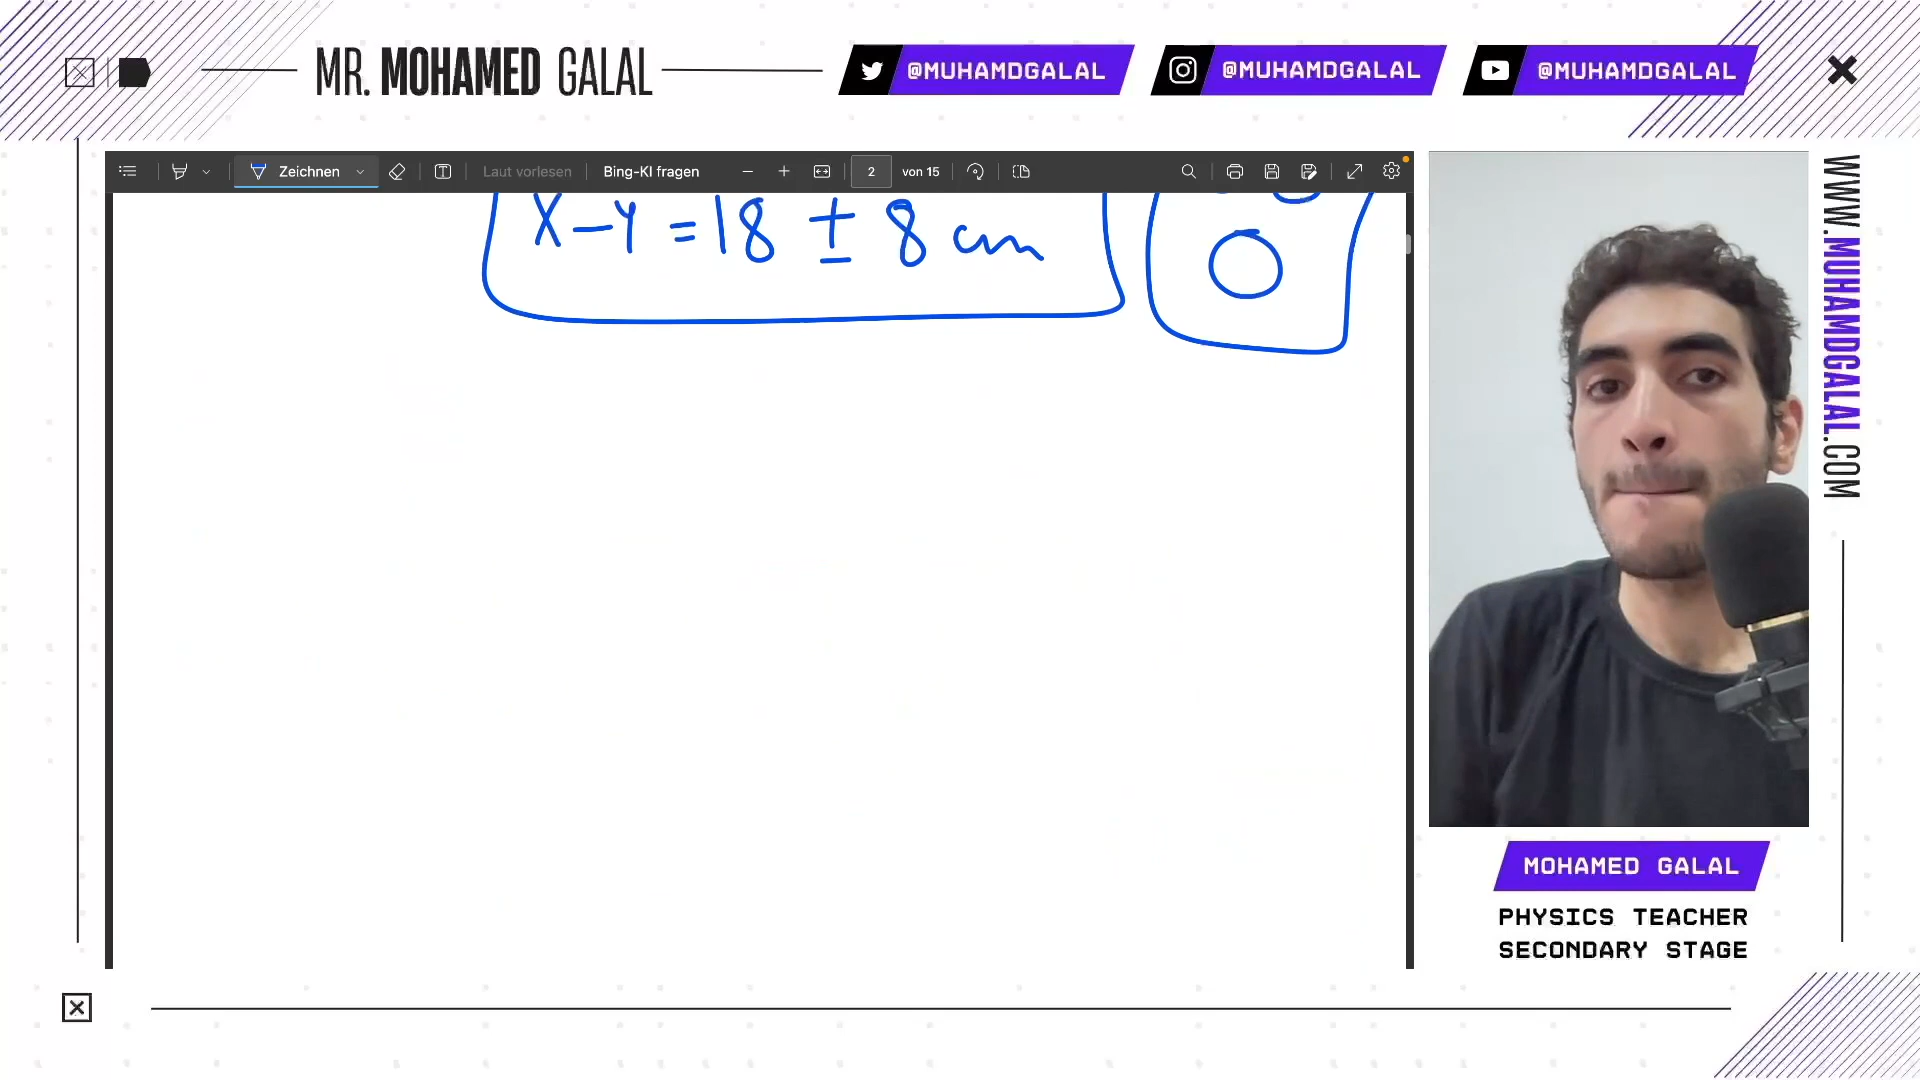 MR. MOHAMED GALAL
@MUHAMDGALAL
@MUHAMDGALAL
@MUHAMDGALAL
Zeichnen
Laut vorlesen
Bing-KI fragen
2
von 15
X-Y = 18 ± 8 cm
WWW.MUHAMDGALAL.COM
MOHAMED GALAL
PHYSICS TEACHER
SECONDARY STAGE